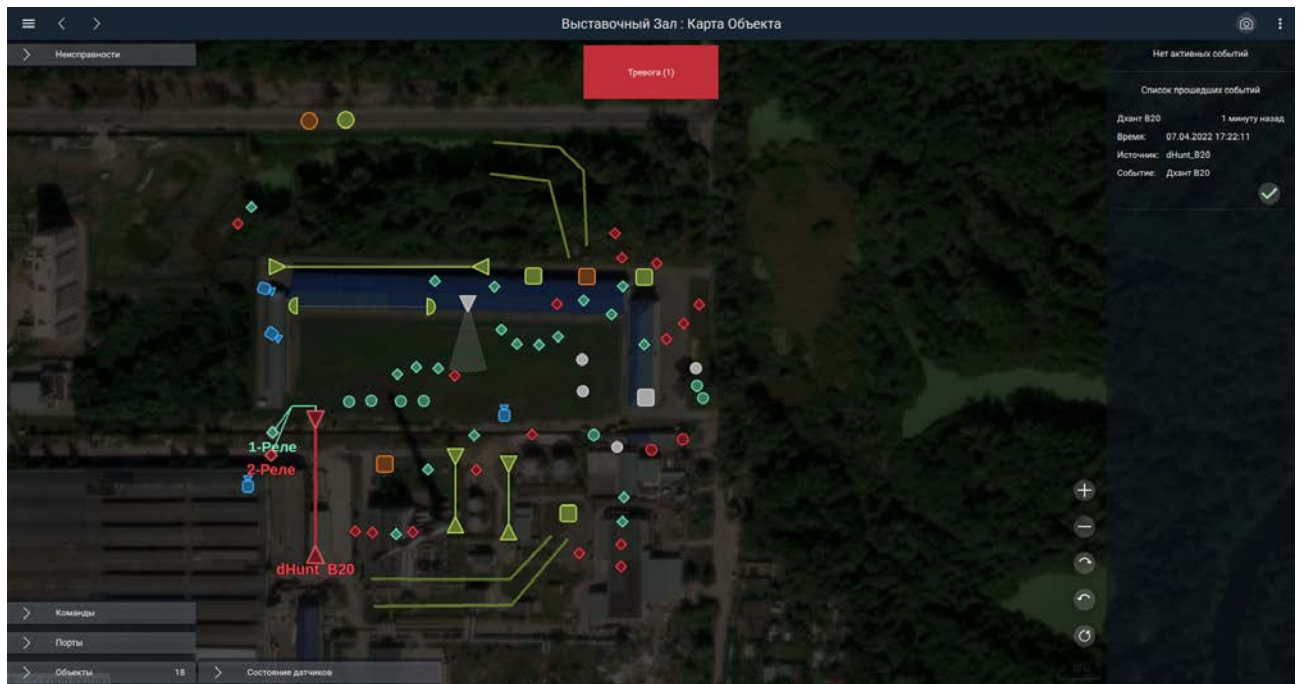 Выставочный Зал : Карта Объекта
Неисправности
Тревога (1)
Нет активных событий
Список прошедших событий
Дхант B20 1 минуту назад
Время: 07.04.2022 17:22:11
Источник: dHunt_B20
Событие: Дхант B20
1-Реле
2-Реле
dHunt_B20
Команды
Порты
Объекты 18
Состояние датчиков